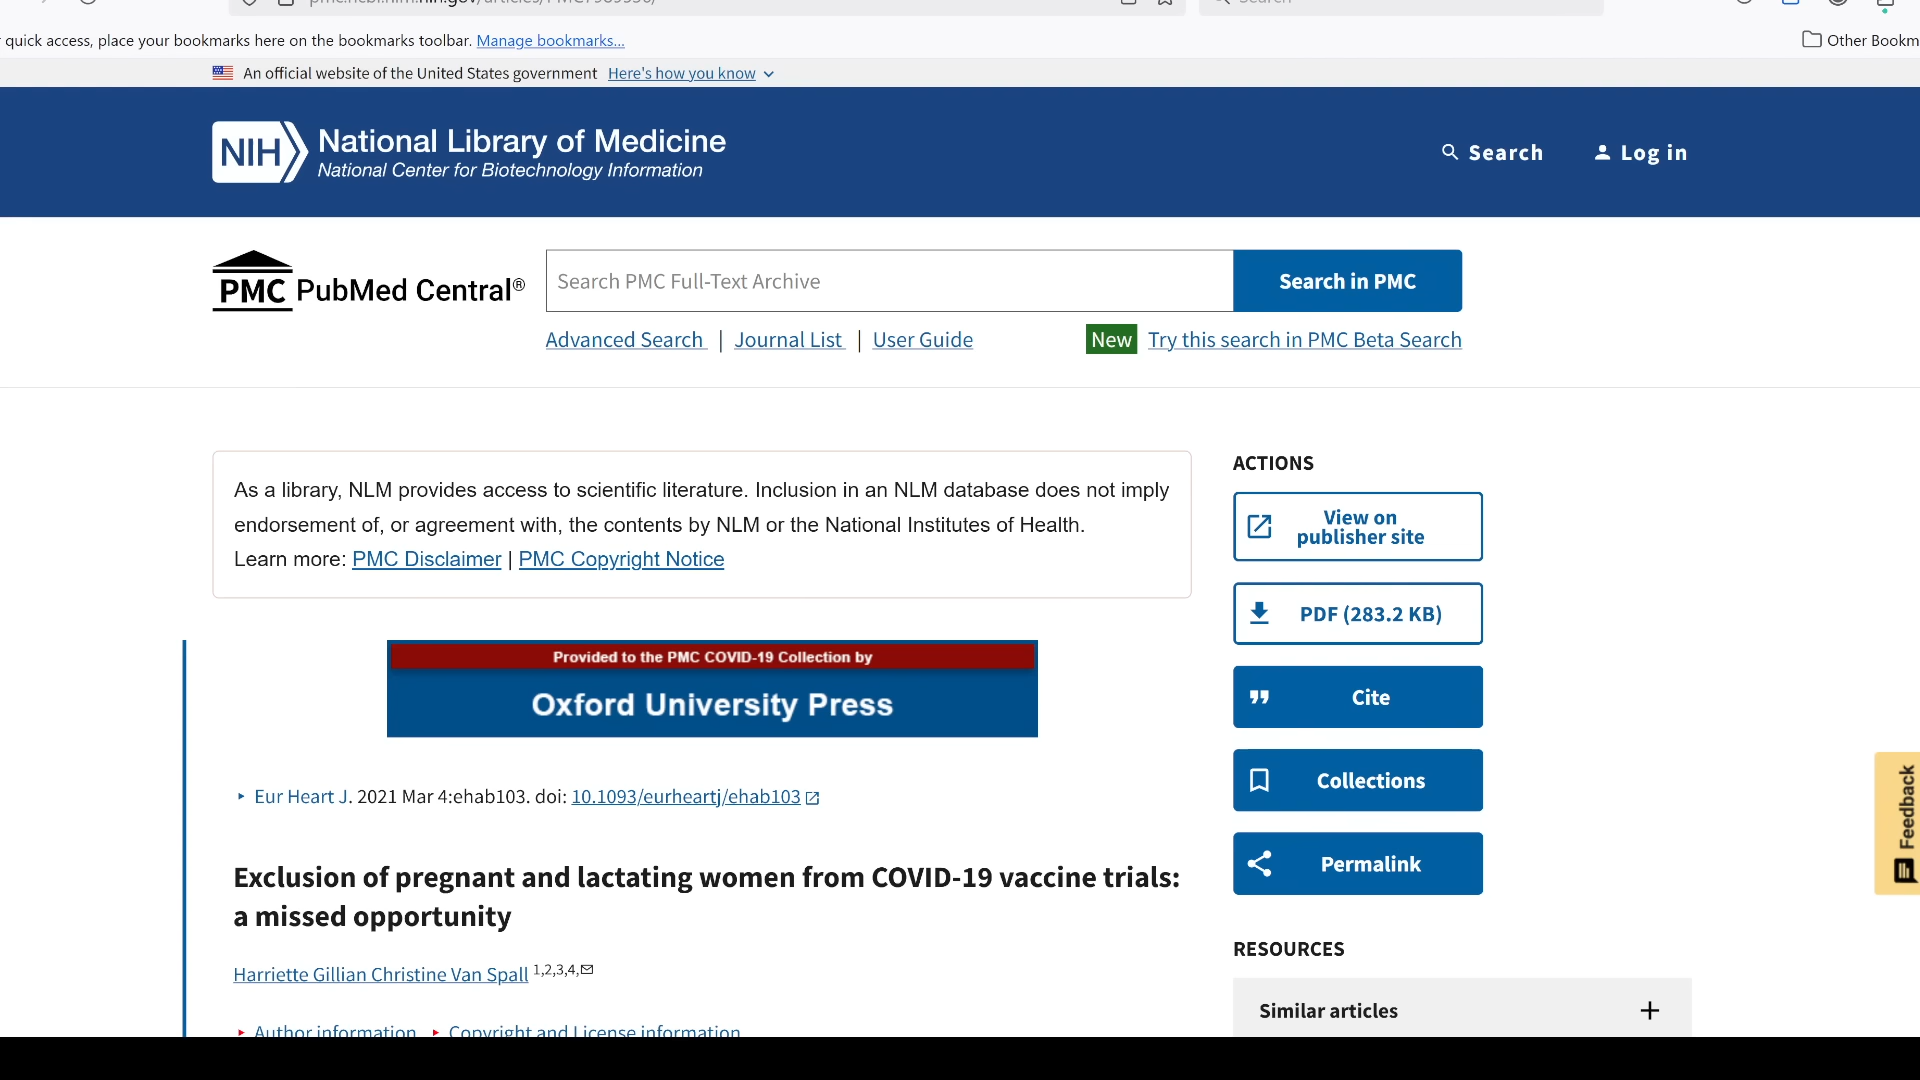 quick access, place your bookmarks here on the bookmarks toolbar. Manage bookmarks...
Other Bookm
An official website of the United States government Here's how you know
NIH National Library of Medicine
National Center for Biotechnology Information
Search Log in
PMC PubMed Central®
Search PMC Full-Text Archive
Search in PMC
Advanced Search | Journal List | User Guide
New Try this search in PMC Beta Search
As a library, NLM provides access to scientific literature. Inclusion in an NLM database does not imply
endorsement of, or agreement with, the contents by NLM or the National Institutes of Health.
Learn more: PMC Disclaimer | PMC Copyright Notice
Provided to the PMC COVID-19 Collection by
Oxford University Press
Eur Heart J. 2021 Mar 4:ehab103. doi: 10.1093/eurheartj/ehab103
Exclusion of pregnant and lactating women from COVID-19 vaccine trials:
a missed opportunity
Harriette Gillian Christine Van Spall 1,2,3,4,
Author information Copyright and License information
ACTIONS
View on
publisher site
PDF (283.2 KB)
Cite
Collections
Permalink
RESOURCES
Similar articles
Feedback